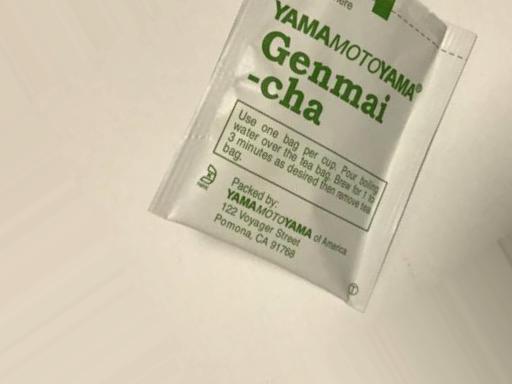 here
YAMAMOTOYAMA®
Genmai
-cha
Use one bag per cup. Pour boiling
water over the tea bag. Brew for 1 to
3 minutes as desired then remove tea
bag.
Packed by:
YAMAMOTOYAMA of America
122 Voyager Street
Pomona, CA 91768